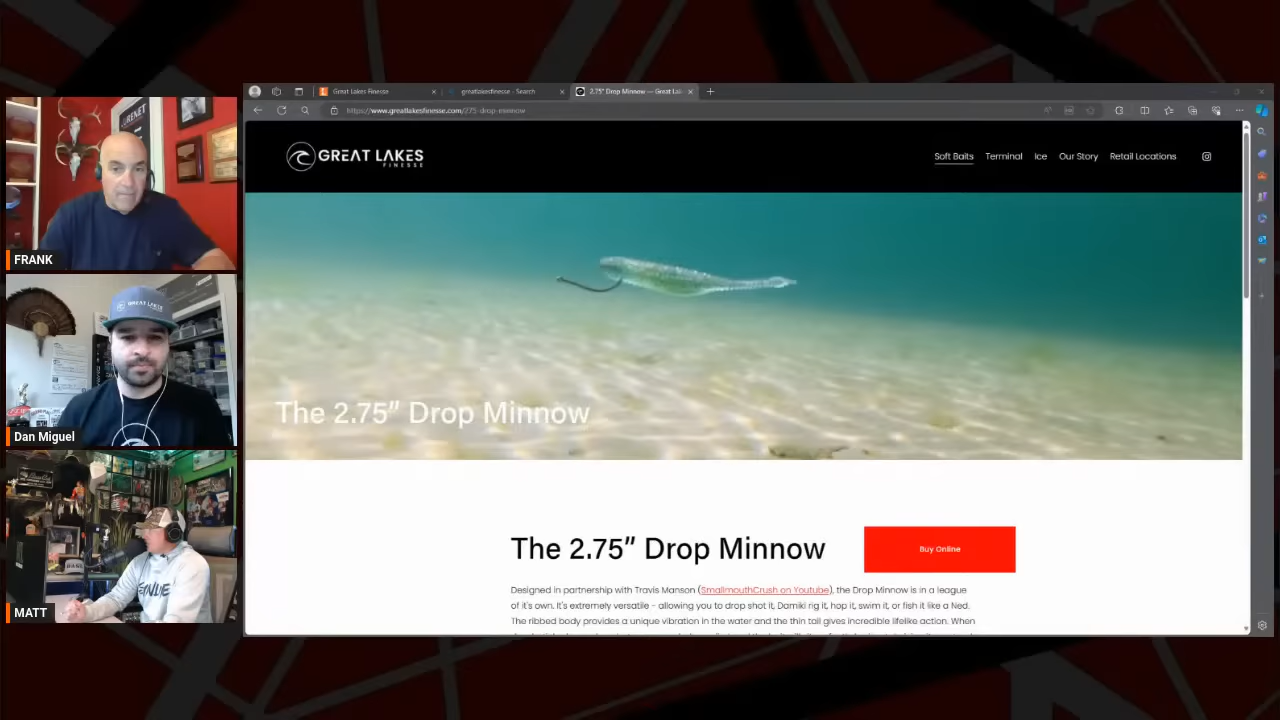 FRANK
GREAT LAKES
Dan Miguel
MATT
Great Lakes Finesse
greatlakesfinesse - Search
2.75" Drop Minnow — Great Lak
https://www.greatlakesfinesse.com/275-drop-minnow
GREAT LAKES
FINESSE
Soft Baits
Terminal
Ice
Our Story
Retail Locations
The 2.75” Drop Minnow
The 2.75” Drop Minnow
Buy Online
Designed in partnership with Travis Manson (SmallmouthCrush on Youtube), the Drop Minnow is in a league
of it's own. It's extremely versatile - allowing you to drop shot it, Damiki rig it, hop it, swim it, or fish it like a Ned.
The ribbed body provides a unique vibration in the water and the thin tail gives incredible lifelike action. When